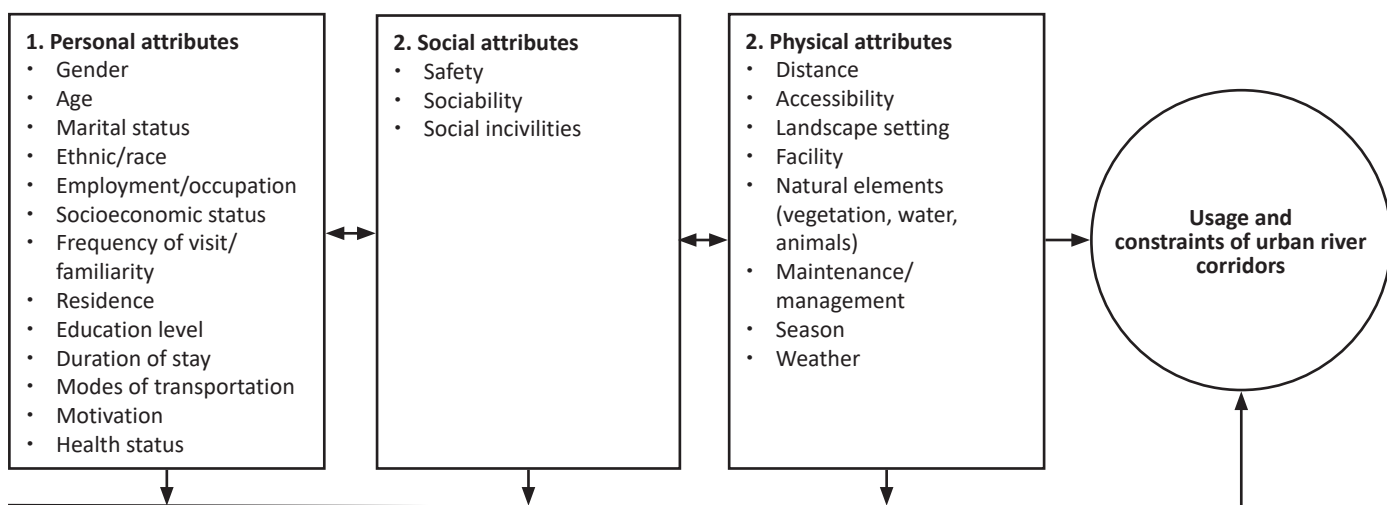 1. Personal attributes
• Gender
• Age
• Marital status
• Ethnic/race
• Employment/occupation
• Socioeconomic status
• Frequency of visit/
familiarity
• Residence
• Education level
• Duration of stay
• Modes of transportation
• Motivation
• Health status
2. Social attributes
• Safety
• Sociability
• Social incivilities
2. Physical attributes
• Distance
• Accessibility
• Landscape setting
• Facility
• Natural elements
(vegetation, water,
animals)
• Maintenance/
management
• Season
• Weather
Usage and
constraints of urban river
corridors